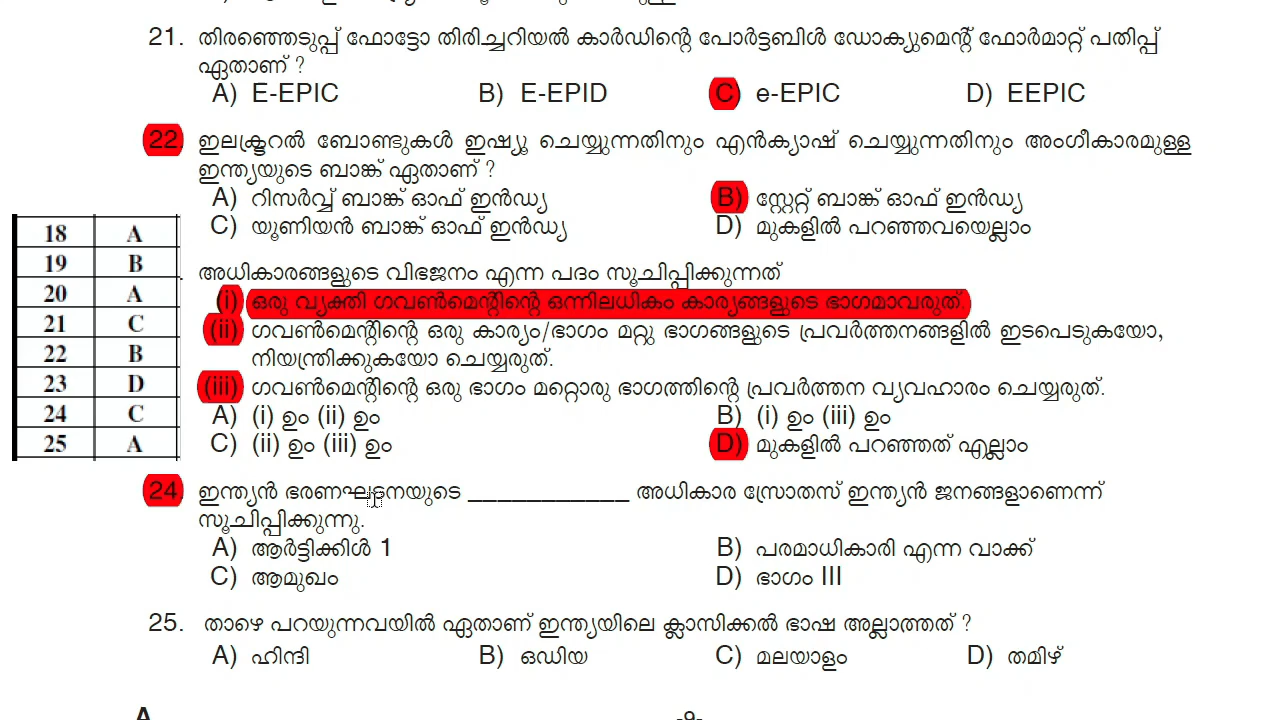 21. തിരഞ്ഞെടുപ്പ് ഫോട്ടോ തിരിച്ചറിയൽ കാർഡിന്റെ പോർട്ടബിൾ ഡോക്യുമെന്റ് ഫോർമാറ്റ് പതിപ്പ്
ഏതാണ് ?
A) E-EPIC B) E-EPID C) e-EPIC D) EEPIC
22 ഇലക്ടറൽ ബോണ്ടുകൾ ഇഷ്യൂ ചെയ്യുന്നതിനും എൻക്യാഷ് ചെയ്യുന്നതിനും അംഗീകാരമുള്ള
ഇന്ത്യയുടെ ബാങ്ക് ഏതാണ് ?
A) റിസർവ്വ് ബാങ്ക് ഓഫ് ഇൻഡ്യ B) സ്റ്റേറ്റ് ബാങ്ക് ഓഫ് ഇൻഡ്യ
C) യൂണിയൻ ബാങ്ക് ഓഫ് ഇൻഡ്യ D) മുകളിൽ പറഞ്ഞവയെല്ലാം
18 A
19 B
20 A
21 C
22 B
23 D
24 C
25 A
. അധികാരങ്ങളുടെ വിഭജനം എന്ന പദം സൂചിപ്പിക്കുന്നത്
(i) ഒരു വ്യക്തി ഗവൺമെന്റിന്റെ ഒന്നിലധികം കാര്യങ്ങളുടെ ഭാഗമാവരുത്.
(ii) ഗവൺമെന്റിന്റെ ഒരു കാര്യം/ഭാഗം മറ്റു ഭാഗങ്ങളുടെ പ്രവർത്തനങ്ങളിൽ ഇടപെടുകയോ,
നിയന്ത്രിക്കുകയോ ചെയ്യരുത്.
(iii) ഗവൺമെന്റിന്റെ ഒരു ഭാഗം മറ്റൊരു ഭാഗത്തിന്റെ പ്രവർത്തന വ്യവഹാരം ചെയ്യരുത്.
A) (i) ഉം (ii) ഉം B) (i) ഉം (iii) ഉം
C) (ii) ഉം (iii) ഉം D) മുകളിൽ പറഞ്ഞത് എല്ലാം
24 ഇന്ത്യൻ ഭരണഘടനയുടെ ____________ അധികാര സ്രോതസ് ഇന്ത്യൻ ജനങ്ങളാണെന്ന്
സൂചിപ്പിക്കുന്നു.
A) ആർട്ടിക്കിൾ 1 B) പരമാധികാരി എന്ന വാക്ക്
C) ആമുഖം D) ഭാഗം III
25. താഴെ പറയുന്നവയിൽ ഏതാണ് ഇന്ത്യയിലെ ക്ലാസിക്കൽ ഭാഷ അല്ലാത്തത് ?
A) ഹിന്ദി B) ഒഡിയ C) മലയാളം D) തമിഴ്
A